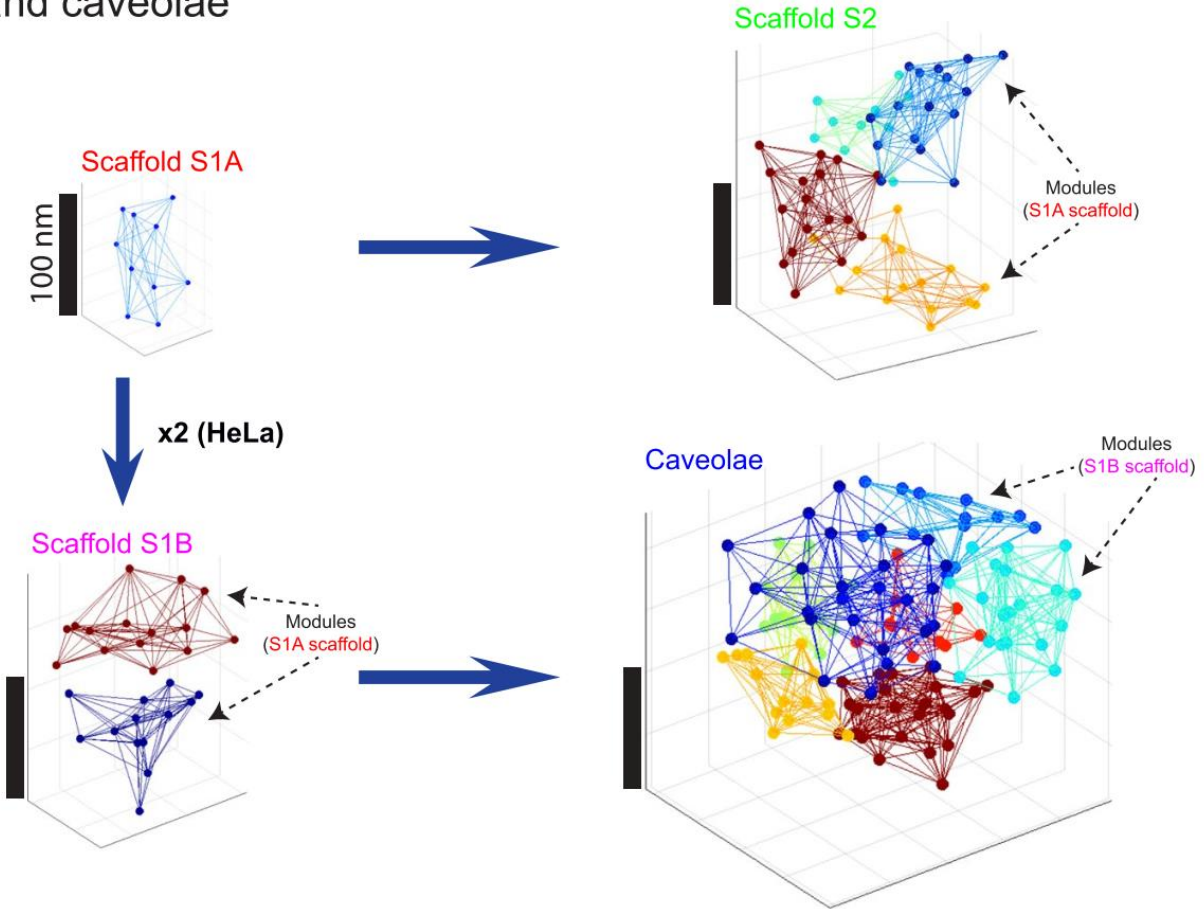 and caveolae
Scaffold S2
Scaffold S1A
100 nm
Modules
(S1A scaffold)
x2 (HeLa)
Caveolae
Modules
(S1B scaffold)
Scaffold S1B
Modules
(S1A scaffold)